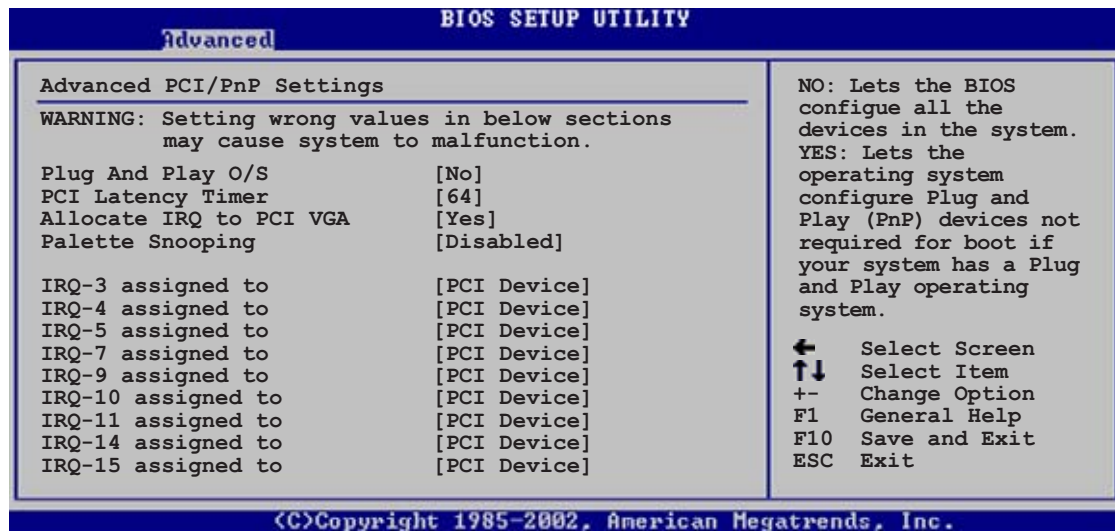 BIOS SETUP UTILITY
Advanced
Advanced PCI/PnP Settings
WARNING: Setting wrong values in below sections
may cause system to malfunction.
Plug And Play O/S [No]
PCI Latency Timer [64]
Allocate IRQ to PCI VGA [Yes]
Palette Snooping [Disabled]
IRQ-3 assigned to [PCI Device]
IRQ-4 assigned to [PCI Device]
IRQ-5 assigned to [PCI Device]
IRQ-7 assigned to [PCI Device]
IRQ-9 assigned to [PCI Device]
IRQ-10 assigned to [PCI Device]
IRQ-11 assigned to [PCI Device]
IRQ-14 assigned to [PCI Device]
IRQ-15 assigned to [PCI Device]
NO: Lets the BIOS
configue all the
devices in the system.
YES: Lets the
operating system
configure Plug and
Play (PnP) devices not
required for boot if
your system has a Plug
and Play operating
system.
← Select Screen
↑↓ Select Item
+- Change Option
F1 General Help
F10 Save and Exit
ESC Exit
(C)Copyright 1985-2002, American Megatrends, Inc.